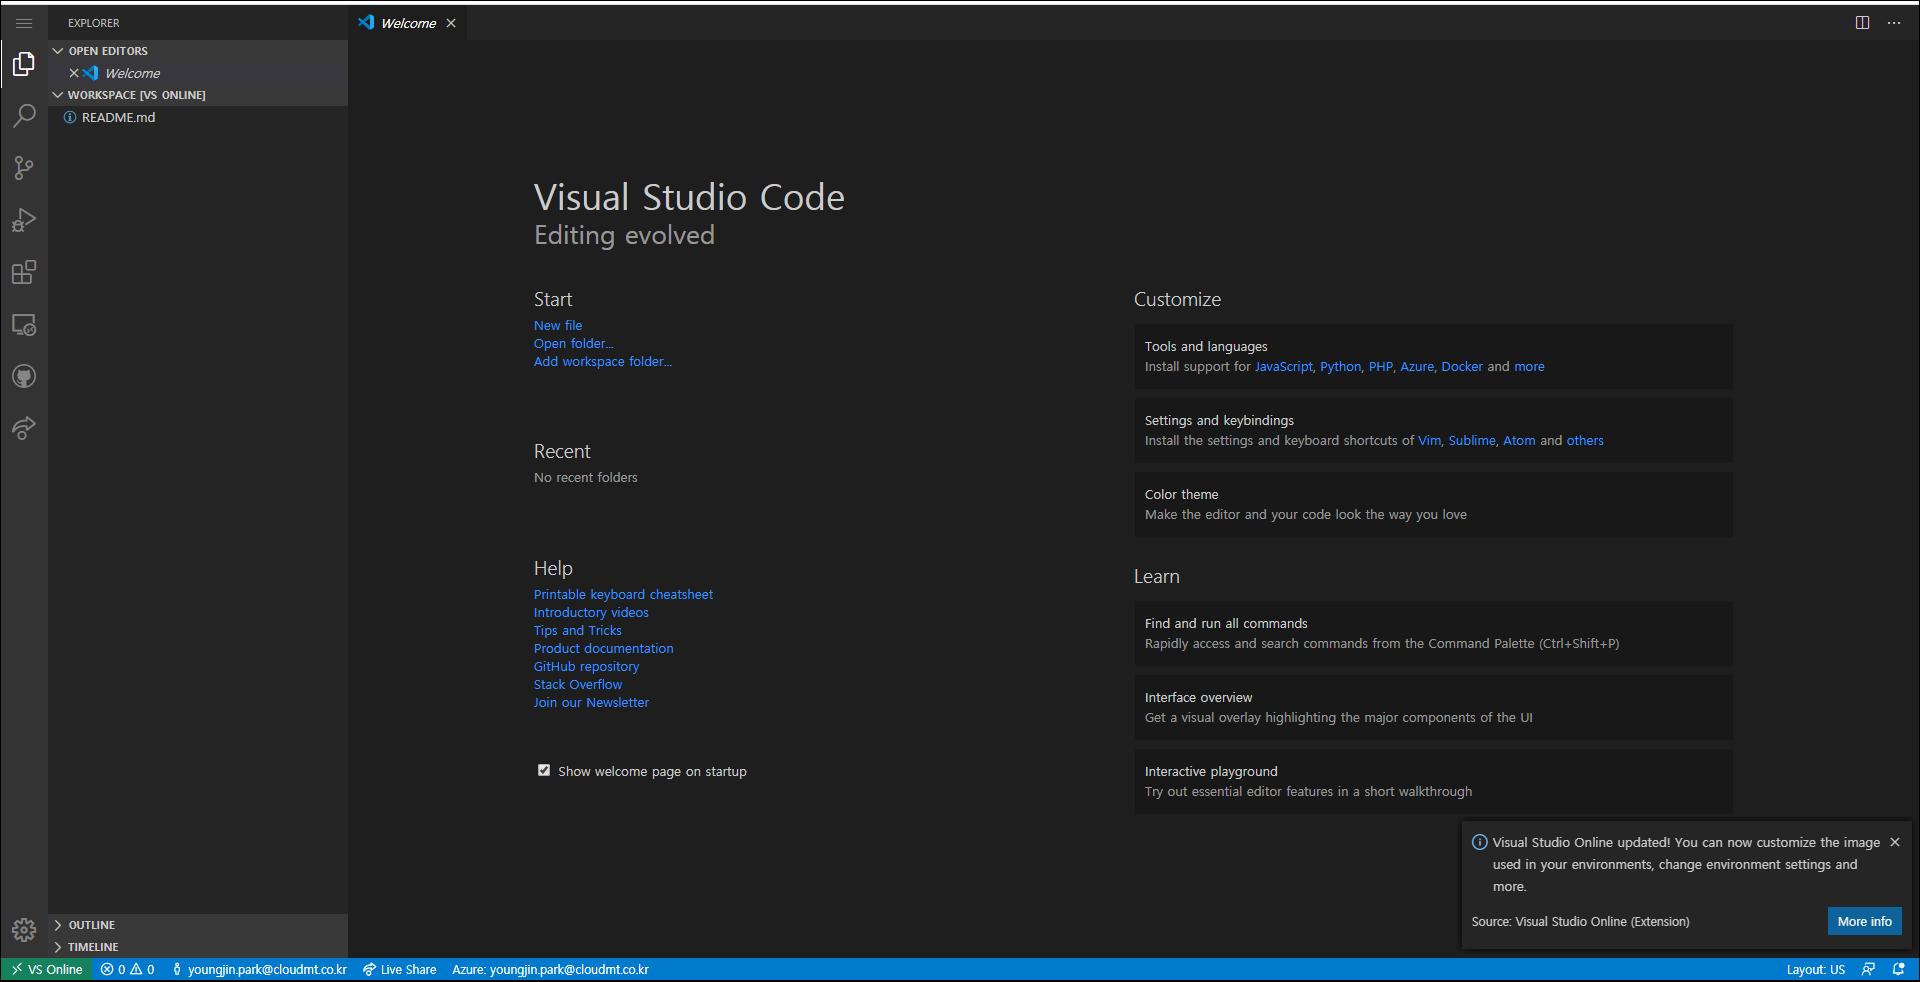 EXPLORER
OPEN EDITORS
Welcome
WORKSPACE [VS ONLINE]
README.md
OUTLINE
TIMELINE
Welcome
Visual Studio Code
Editing evolved
Start
New file
Open folder...
Add workspace folder...
Recent
No recent folders
Help
Printable keyboard cheatsheet
Introductory videos
Tips and Tricks
Product documentation
GitHub repository
Stack Overflow
Join our Newsletter
Show welcome page on startup
Customize
Tools and languages
Install support for JavaScript, Python, PHP, Azure, Docker and more
Settings and keybindings
Install the settings and keyboard shortcuts of Vim, Sublime, Atom and others
Color theme
Make the editor and your code look the way you love
Learn
Find and run all commands
Rapidly access and search commands from the Command Palette (Ctrl+Shift+P)
Interface overview
Get a visual overlay highlighting the major components of the UI
Interactive playground
Try out essential editor features in a short walkthrough
Visual Studio Online updated! You can now customize the image
used in your environments, change environment settings and
more.
Source: Visual Studio Online (Extension)
More info
VS Online 0 0 youngjin.park@cloudmt.co.kr Live Share Azure: youngjin.park@cloudmt.co.kr Layout: US